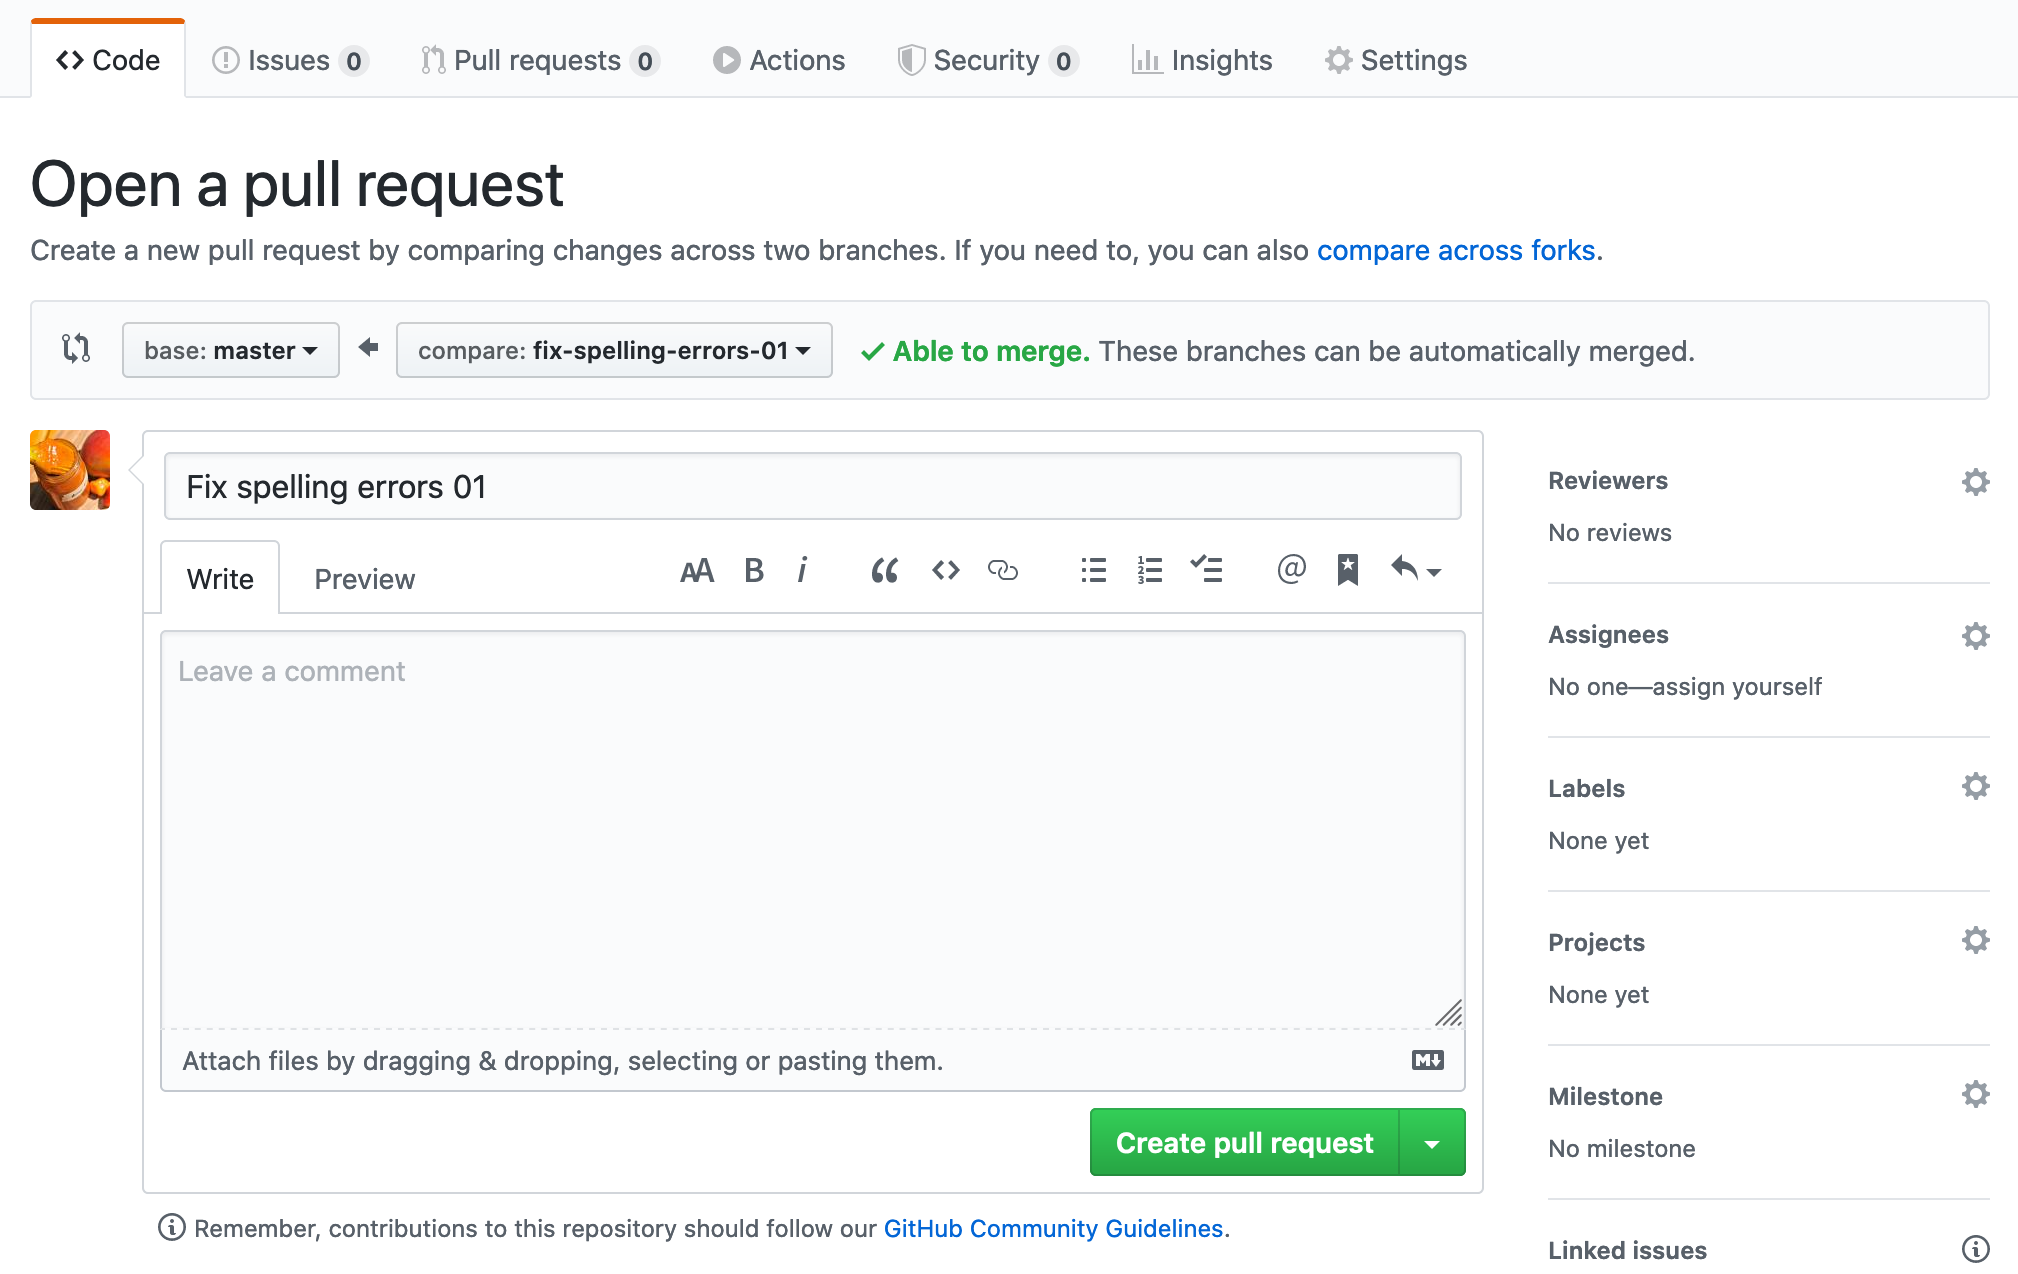 Code Issues 0 Pull requests 0 Actions Security 0 Insights Settings
Open a pull request
Create a new pull request by comparing changes across two branches. If you need to, you can also compare across forks.
base: master compare: fix-spelling-errors-01 Able to merge. These branches can be automatically merged.
Fix spelling errors 01
Write Preview AA B i
Leave a comment
Attach files by dragging & dropping, selecting or pasting them.
Create pull request
Remember, contributions to this repository should follow our GitHub Community Guidelines.
Reviewers
No reviews
Assignees
No one—assign yourself
Labels
None yet
Projects
None yet
Milestone
No milestone
Linked issues